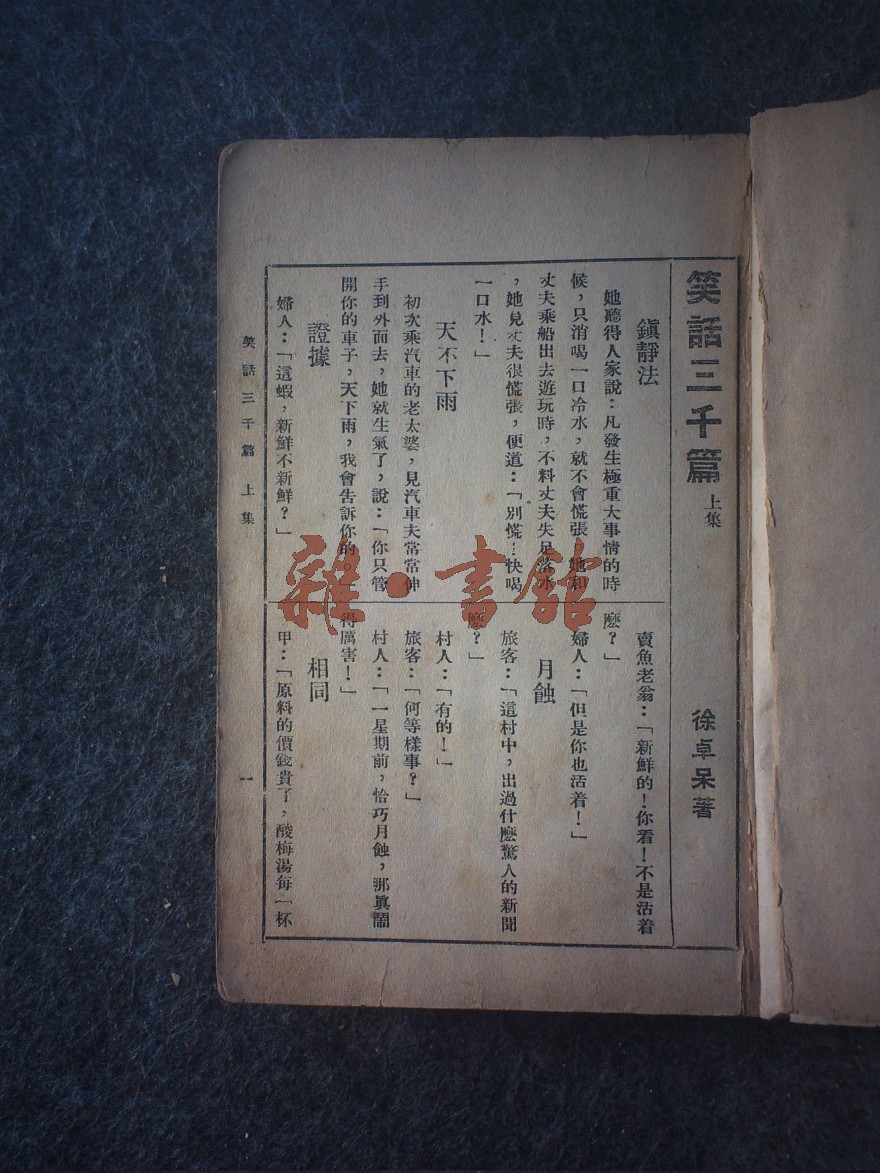 笑話三千篇 上集
徐卓呆著
鎮靜法
她聽得人家說：凡發生極重大事情的時
候，只消喝一口冷水，就不會慌張，她和
丈夫乘船出去遊玩時，不料丈夫失足落水
，她見丈夫很慌張，便道：「別慌！快喝
一口水！」
天不下雨
初次乘汽車的老太婆，見汽車夫常常伸
手到外面去，她就生氣了，說：「你只管
開你的車子，天下雨，我會告訴你的。」
證據
婦人：「這蝦，新鮮不新鮮？」
賣魚老翁：「新鮮的！你看！不是活着
麽？」
婦人：「但是你也活着！」
月蝕
旅客：「這村中，出過什麽驚人的新聞
麽？」
村人：「有的！」
旅客：「何等樣事？」
村人：「一星期前，恰巧月蝕，那眞鬧
得厲害！」
相同
甲：「原料的價錢貴了，酸梅湯每一杯
笑話三千篇 上集
一
雜·書館